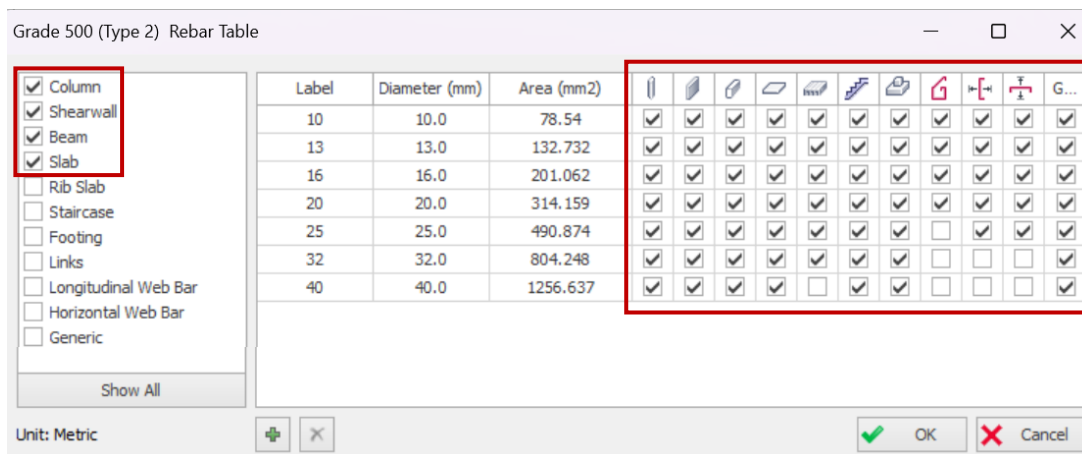 Grade 500 (Type 2) Rebar Table
Column
Shearwall
Beam
Slab
Rib Slab
Staircase
Footing
Links
Longitudinal Web Bar
Horizontal Web Bar
Generic
Show All
Label Diameter (mm) Area (mm2) G...
10 10.0 78.54
13 13.0 132.732
16 16.0 201.062
20 20.0 314.159
25 25.0 490.874
32 32.0 804.248
40 40.0 1256.637
Unit: Metric
OK Cancel